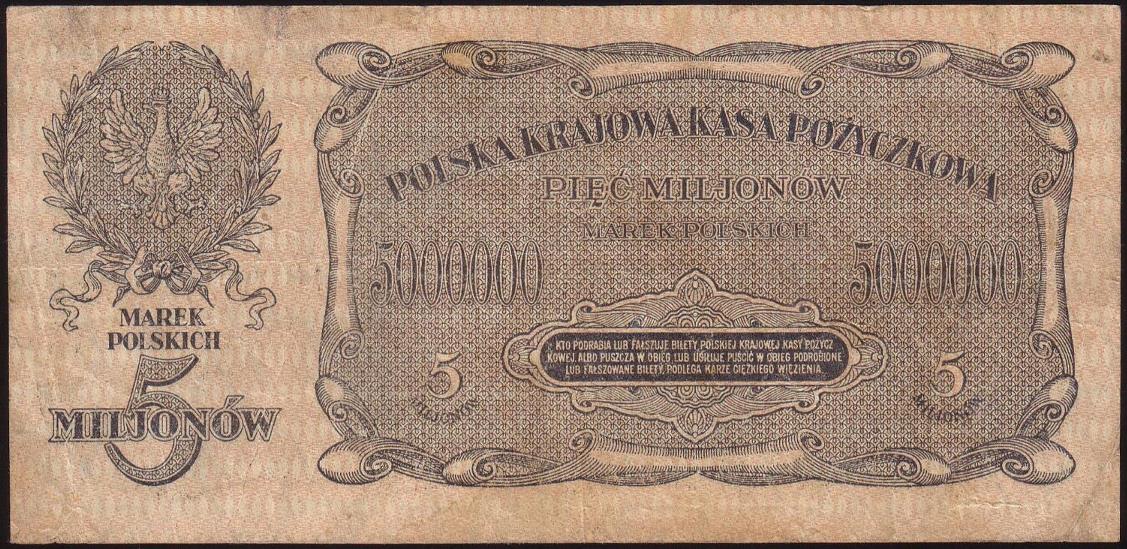 POLSKA KRAJOWA KASA POŻYCZKOWA
PIĘĆ MILJONÓW
MAREK POLSKICH
5000000
5000000
KTO PODRABIA LUB FAŁSZUJE BILETY POLSKIEJ KRAJOWEJ KASY POŻYCZ
KOWEJ ALBO PUSZCZA W OBIEG LUB USIŁUJE PUŚCIĆ W OBIEG PODROBIONE
LUB FAŁSZOWANE BILETY, PODLEGA KARZE CIĘŻKIEGO WIĘZIENIA.
5
MILJONÓW
5
MILJONÓW
MAREK
POLSKICH
5
MILJONÓW